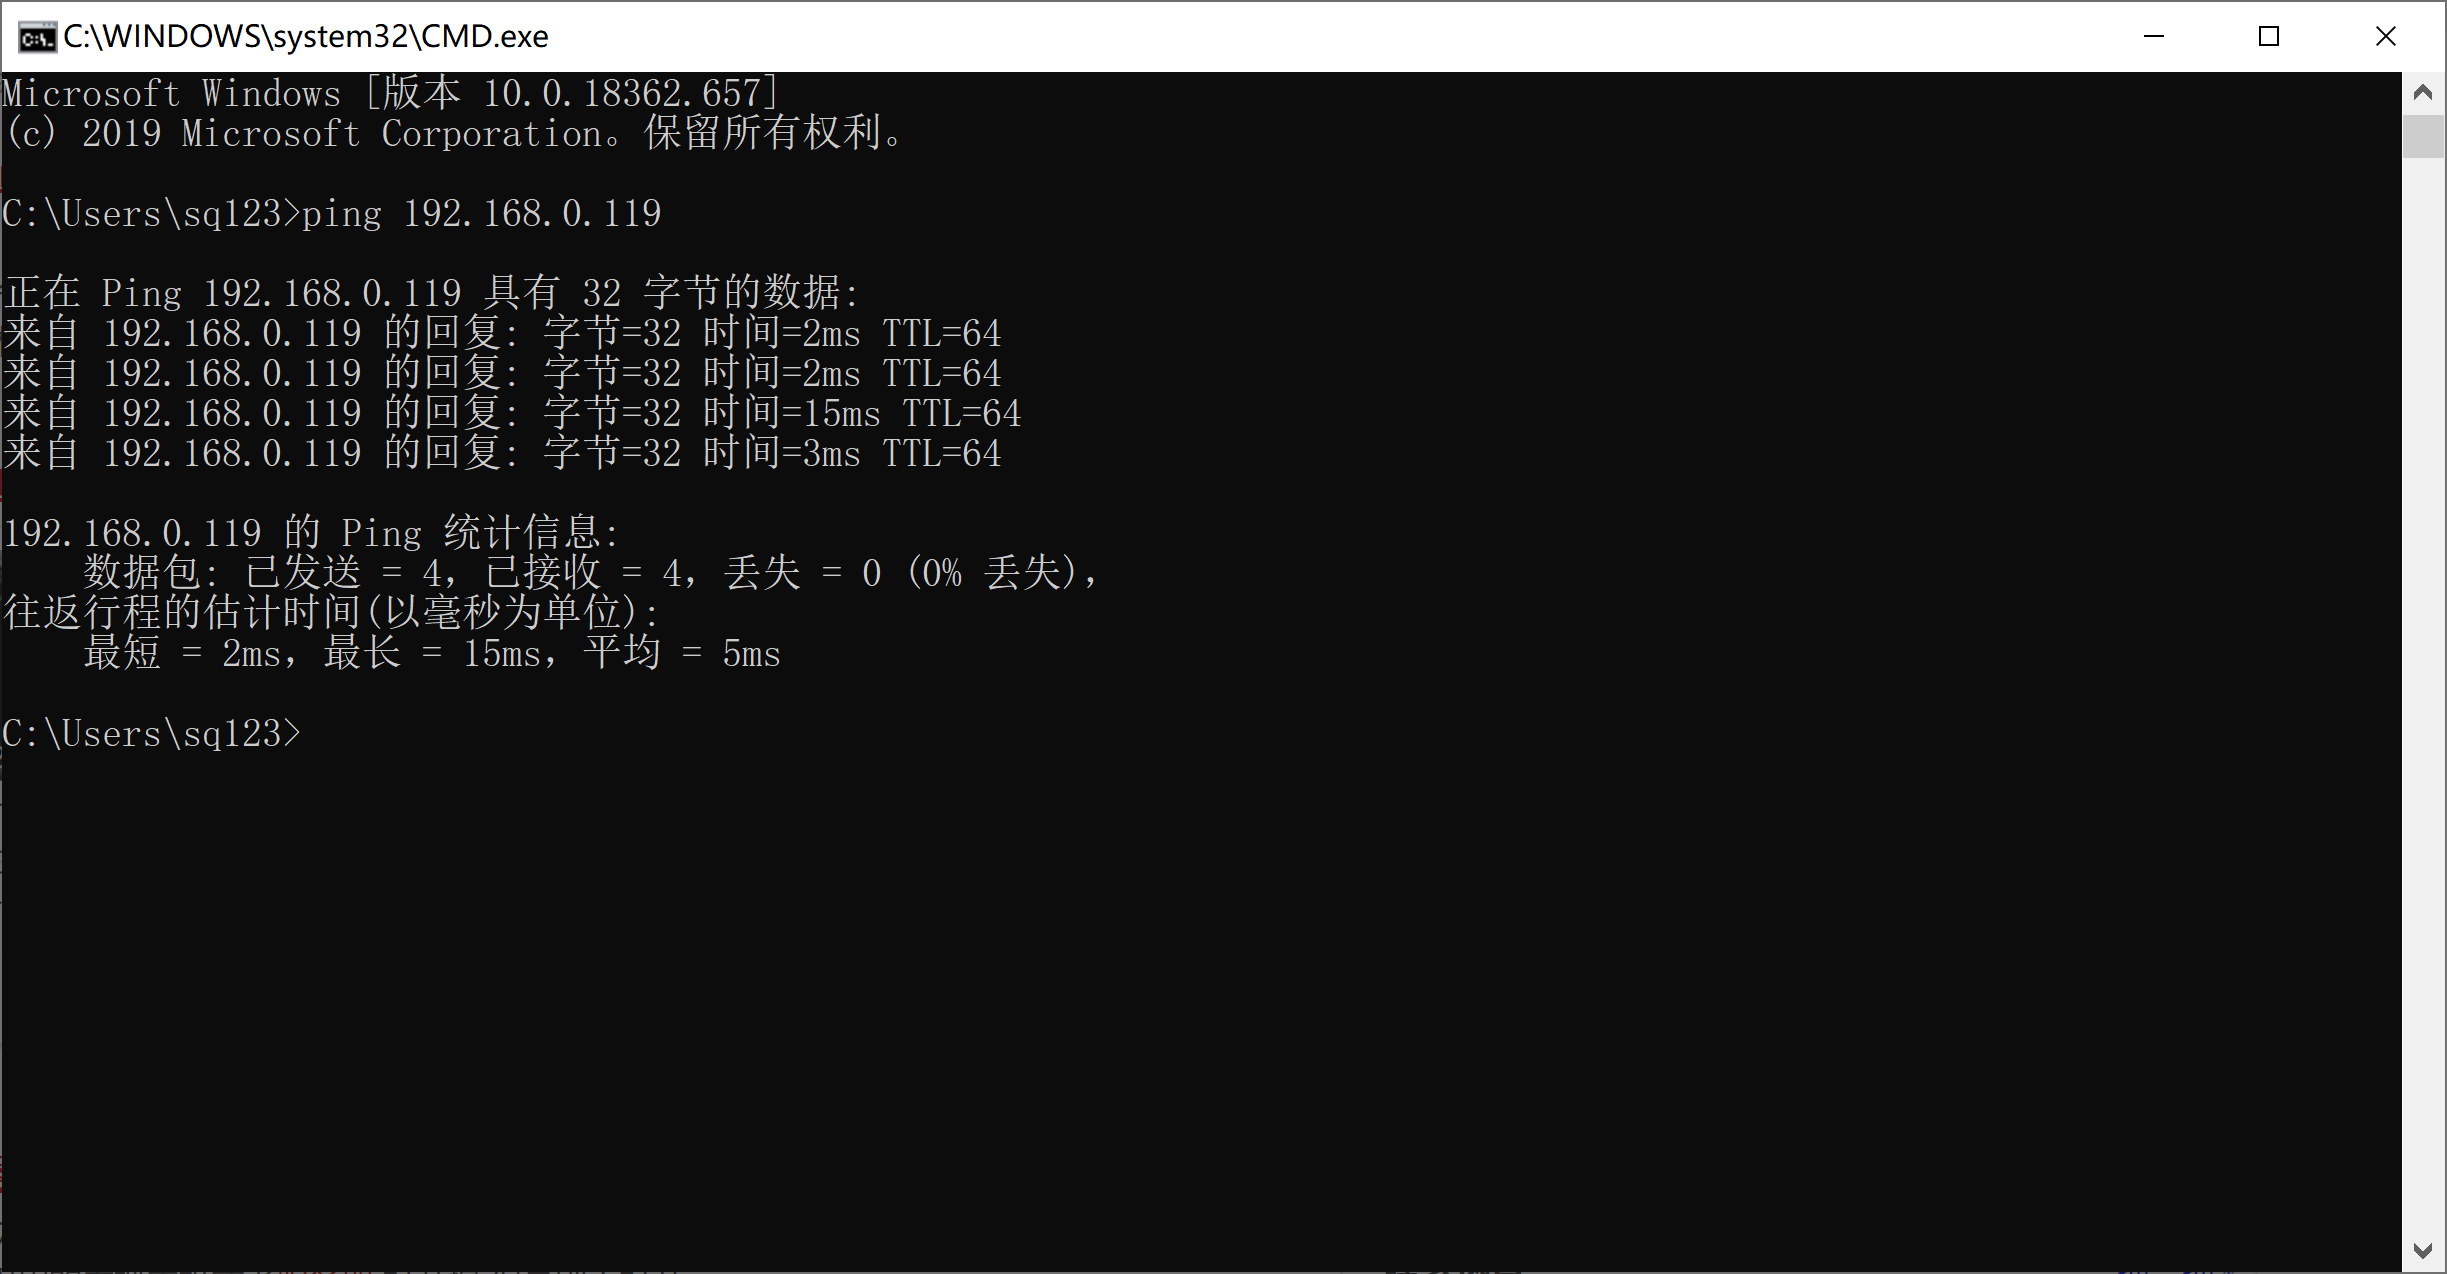 C:\WINDOWS\system32\CMD.exe
Microsoft Windows [版本 10.0.18362.657]
(c) 2019 Microsoft Corporation。保留所有权利。
C:\Users\sq123>ping 192.168.0.119
正在 Ping 192.168.0.119 具有 32 字节的数据:
来自 192.168.0.119 的回复: 字节=32 时间=2ms TTL=64
来自 192.168.0.119 的回复: 字节=32 时间=2ms TTL=64
来自 192.168.0.119 的回复: 字节=32 时间=15ms TTL=64
来自 192.168.0.119 的回复: 字节=32 时间=3ms TTL=64
192.168.0.119 的 Ping 统计信息:
数据包: 已发送 = 4，已接收 = 4，丢失 = 0 (0% 丢失)，
往返行程的估计时间(以毫秒为单位):
最短 = 2ms，最长 = 15ms，平均 = 5ms
C:\Users\sq123>